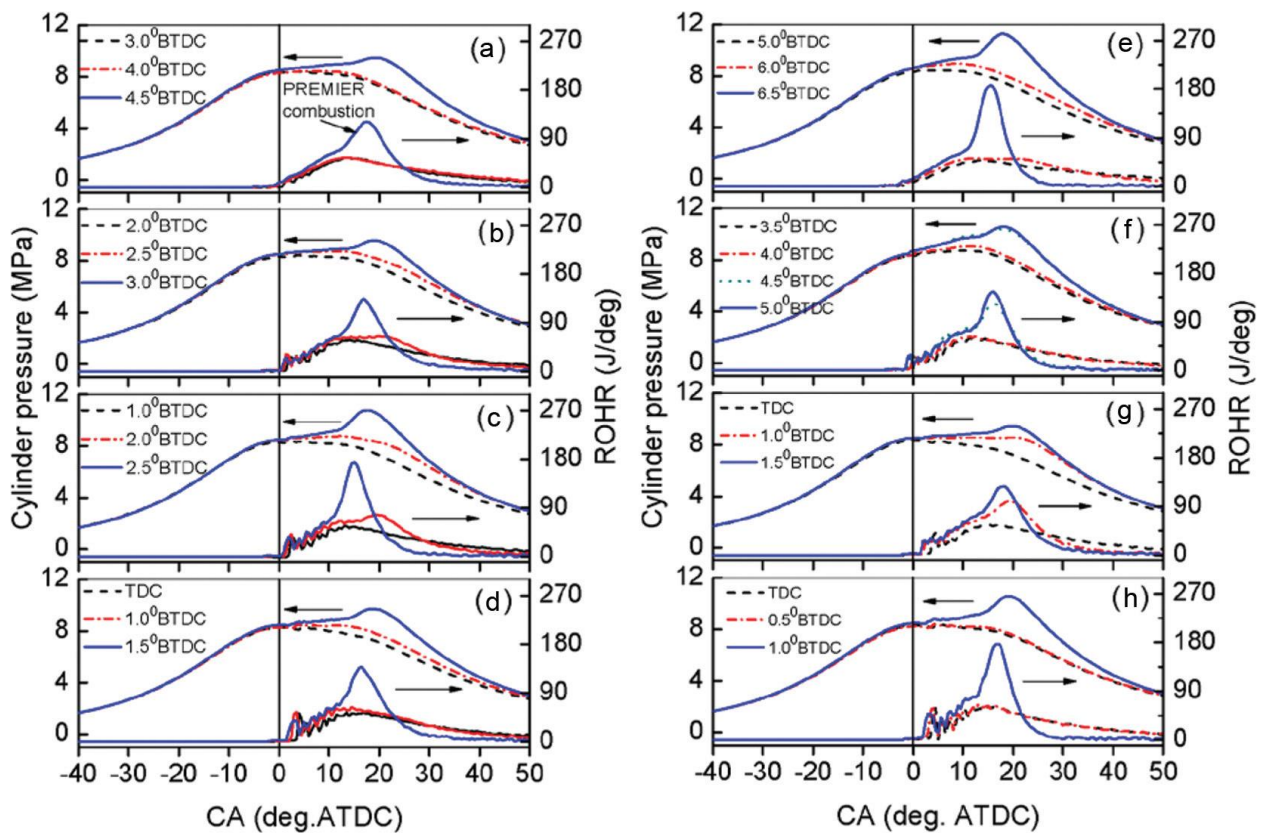 12
8
4
0
3.0⁰BTDC
4.0⁰BTDC
4.5⁰BTDC
PREMIER
combustion
(a)
270
180
90
0
12
8
4
0
2.0⁰BTDC
2.5⁰BTDC
3.0⁰BTDC
(b)
270
180
90
0
12
8
4
0
1.0⁰BTDC
2.0⁰BTDC
2.5⁰BTDC
(c)
270
180
90
0
12
8
4
0
TDC
1.0⁰BTDC
1.5⁰BTDC
(d)
270
180
90
0
-40 -30 -20 -10 0 10 20 30 40 50
CA (deg.ATDC)
Cylinder pressure (MPa)
ROHR (J/deg)
12
8
4
0
5.0⁰BTDC
6.0⁰BTDC
6.5⁰BTDC
(e)
270
180
90
0
12
8
4
0
3.5⁰BTDC
4.0⁰BTDC
4.5⁰BTDC
5.0⁰BTDC
(f)
270
180
90
0
12
8
4
0
TDC
1.0⁰BTDC
1.5⁰BTDC
(g)
270
180
90
0
12
8
4
0
TDC
0.5⁰BTDC
1.0⁰BTDC
(h)
270
180
90
0
-40 -30 -20 -10 0 10 20 30 40 50
CA (deg. ATDC)
Cylinder pressure (MPa)
ROHR (J/deg)